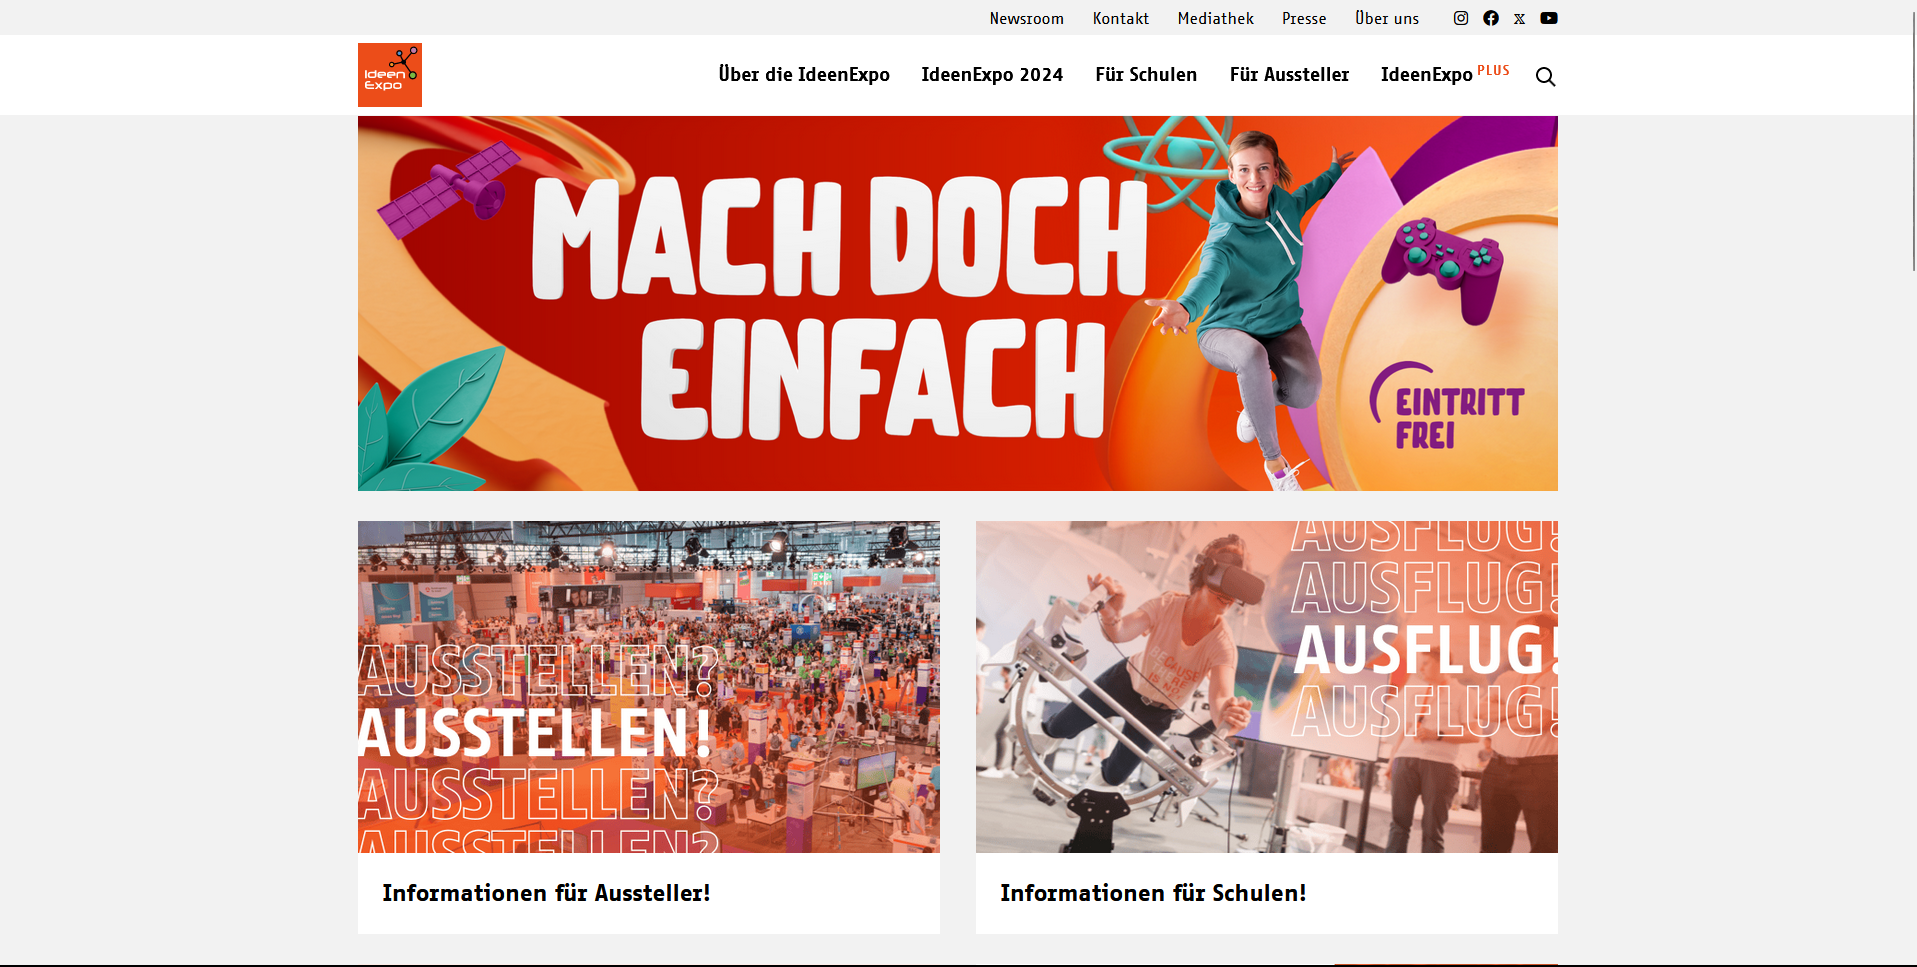 Newsroom Kontakt Mediathek Presse Über uns
Ideen
Expo
Über die IdeenExpo IdeenExpo 2024 Für Schulen Für Aussteller IdeenExpo PLUS
MACH DOCH
EINFACH
EINTRITT
FREI
AUSSTELLEN?
AUSSTELLEN!
AUSSTELLEN?
AUSSTELLEN?
AUSFLUG!
AUSFLUG!
AUSFLUG!
AUSFLUG!
Informationen für Aussteller!
Informationen für Schulen!